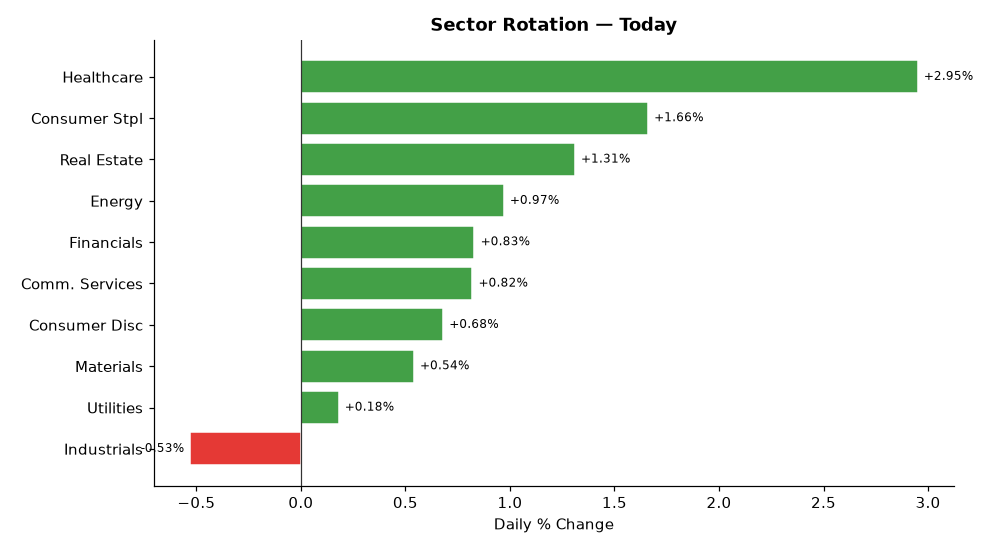 Sector Rotation — Today
Healthcare +2.95%
Consumer Stpl +1.66%
Real Estate +1.31%
Energy +0.97%
Financials +0.83%
Comm. Services +0.82%
Consumer Disc +0.68%
Materials +0.54%
Utilities +0.18%
Industrials -0.53%
−0.5 0.0 0.5 1.0 1.5 2.0 2.5 3.0
Daily % Change